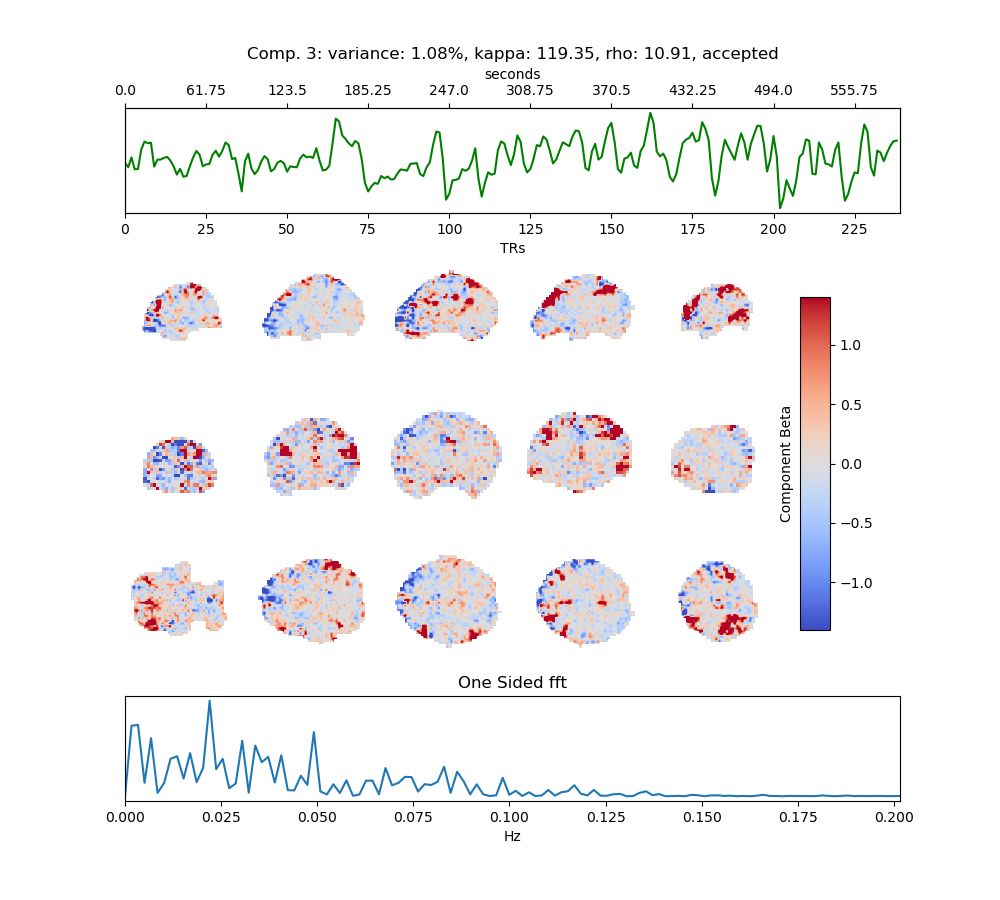 Comp. 3: variance: 1.08%, kappa: 119.35, rho: 10.91, accepted
seconds
0.0 61.75 123.5 185.25 247.0 308.75 370.5 432.25 494.0 555.75
0 25 50 75 100 125 150 175 200 225
TRs
1.0
0.5
0.0
−0.5
−1.0
Component Beta
One Sided fft
0.000 0.025 0.050 0.075 0.100 0.125 0.150 0.175 0.200
Hz